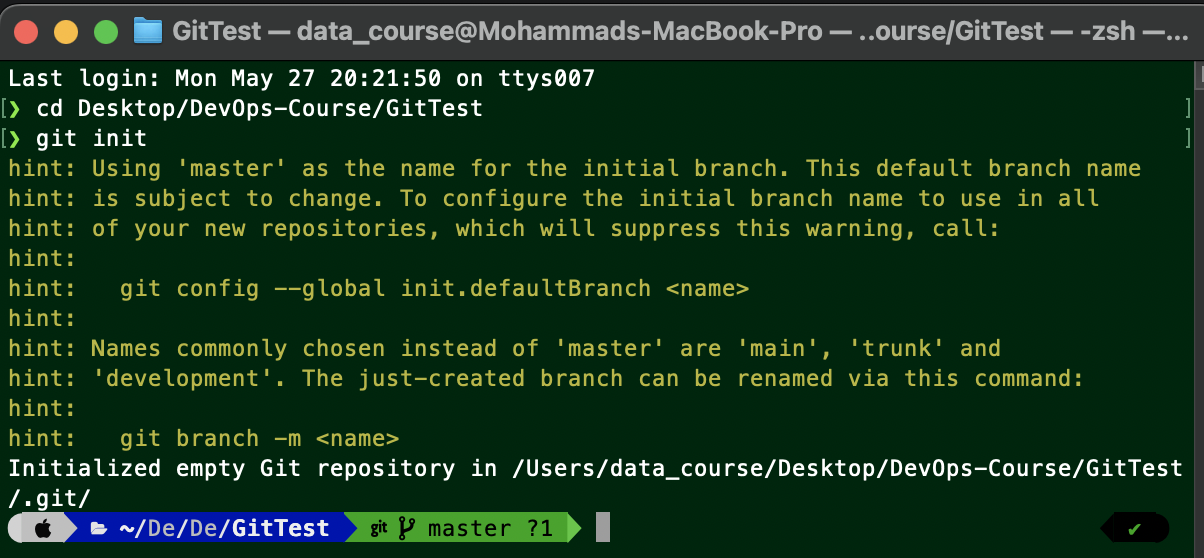 GitTest — data_course@Mohammads-MacBook-Pro — ..ourse/GitTest — -zsh —...
Last login: Mon May 27 20:21:50 on ttys007
[❯ cd Desktop/DevOps-Course/GitTest ]
[❯ git init ]
hint: Using 'master' as the name for the initial branch. This default branch name
hint: is subject to change. To configure the initial branch name to use in all
hint: of your new repositories, which will suppress this warning, call:
hint:
hint:   git config --global init.defaultBranch <name>
hint:
hint: Names commonly chosen instead of 'master' are 'main', 'trunk' and
hint: 'development'. The just-created branch can be renamed via this command:
hint:
hint:   git branch -m <name>
Initialized empty Git repository in /Users/data_course/Desktop/DevOps-Course/GitTest
/.git/
~/De/De/GitTest git master ?1 ✔